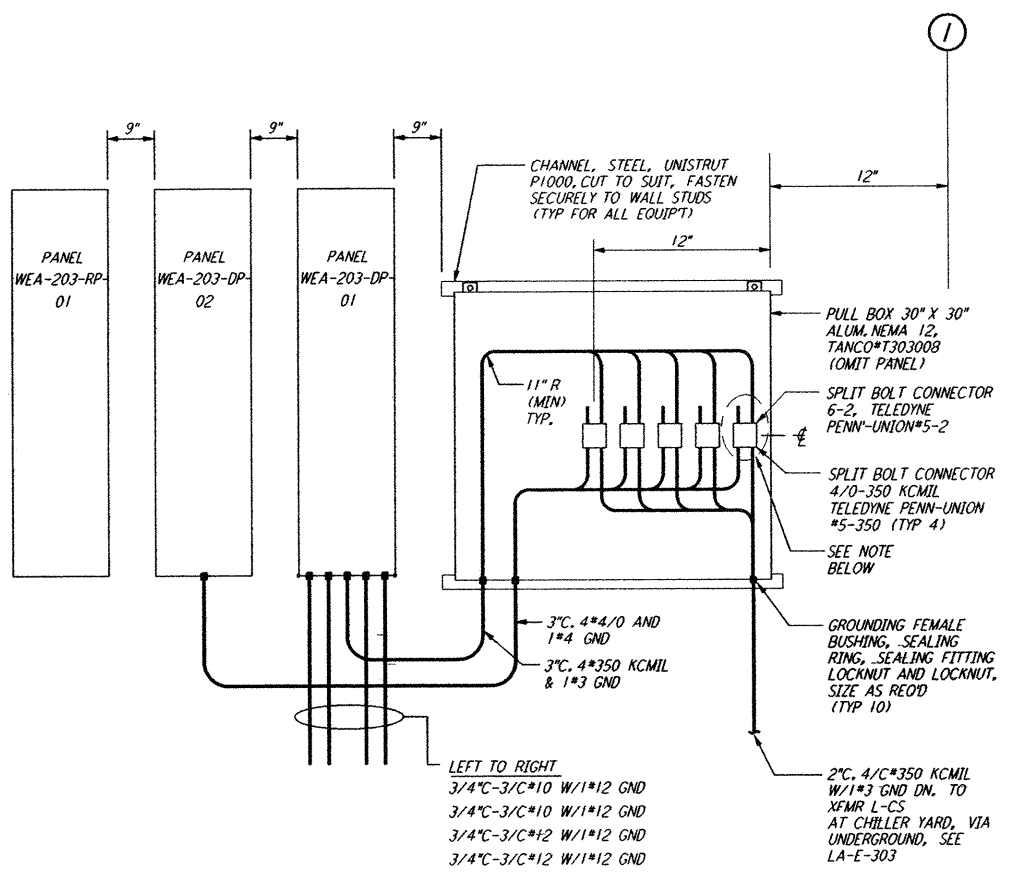 1
9"
9"
9"
12"
CHANNEL, STEEL, UNISTRUT
P1000, CUT TO SUIT, FASTEN
SECURELY TO WALL STUDS
(TYP FOR ALL EQUIP'T)
12"
PANEL
WEA-203-RP-
01
PANEL
WEA-203-DP-
02
PANEL
WEA-203-DP-
01
PULL BOX 30" X 30"
ALUM. NEMA 12,
TANCO#T303008
(OMIT PANEL)
11" R
(MIN)
TYP.
SPLIT BOLT CONNECTOR
6-2, TELEDYNE
PENN'-UNION#5-2
℄
SPLIT BOLT CONNECTOR
4/0-350 KCMIL
TELEDYNE PENN-UNION
#5-350 (TYP 4)
SEE NOTE
BELOW
3"C. 4#4/0 AND
1#4 GND
3"C. 4#350 KCMIL
& 1#3 GND
GROUNDING FEMALE
BUSHING, SEALING
RING, SEALING FITTING
LOCKNUT AND LOCKNUT,
SIZE AS REQ'D
(TYP 10)
LEFT TO RIGHT
3/4"C-3/C#10 W/1#12 GND
3/4"C-3/C#10 W/1#12 GND
3/4"C-3/C#12 W/1#12 GND
3/4"C-3/C#12 W/1#12 GND
2"C. 4/C#350 KCMIL
W/1#3 GND DN. TO
XFMR L-CS
AT CHILLER YARD, VIA
UNDERGROUND, SEE
LA-E-303